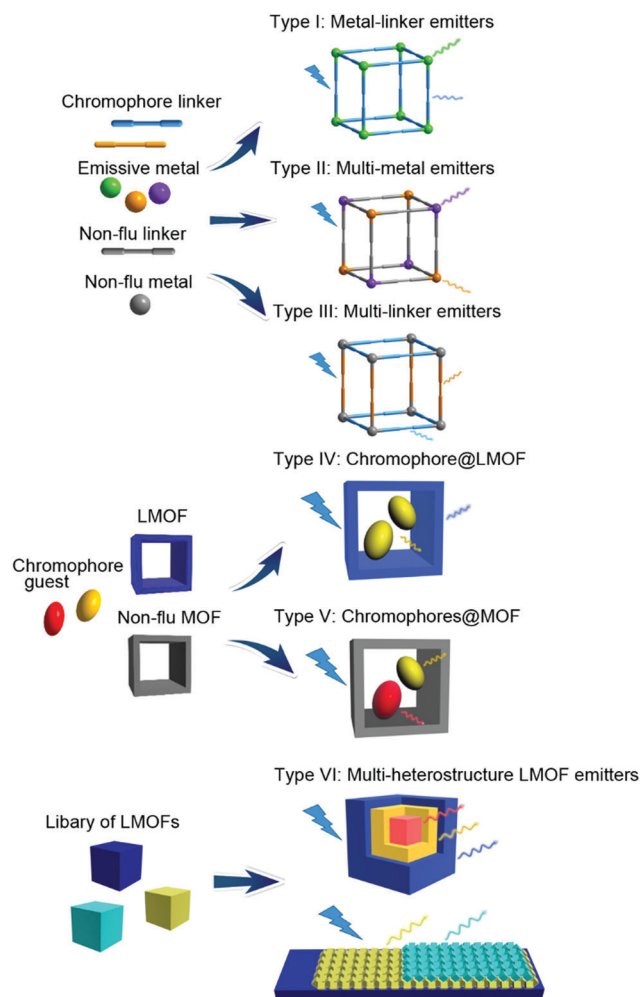 Type I: Metal-linker emitters
Chromophore linker
Emissive metal
Type II: Multi-metal emitters
Non-flu linker
Non-flu metal
Type III: Multi-linker emitters
Type IV: Chromophore@LMOF
LMOF
Chromophore
guest
Non-flu MOF
Type V: Chromophores@MOF
Type VI: Multi-heterostructure LMOF emitters
Libary of LMOFs